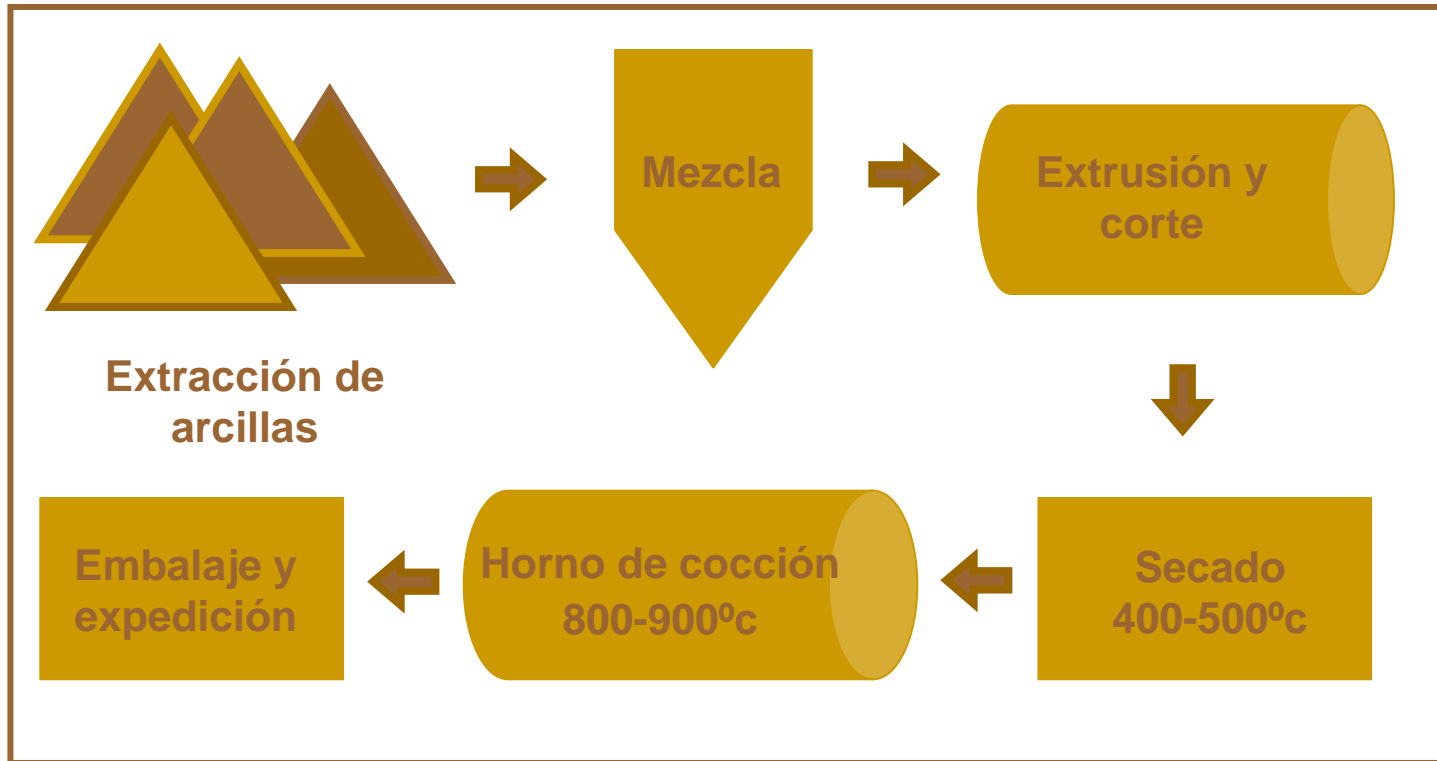 Mezcla
Extrusión y
corte
Extracción de
arcillas
Embalaje y
expedición
Horno de cocción
800-900ºc
Secado
400-500ºc